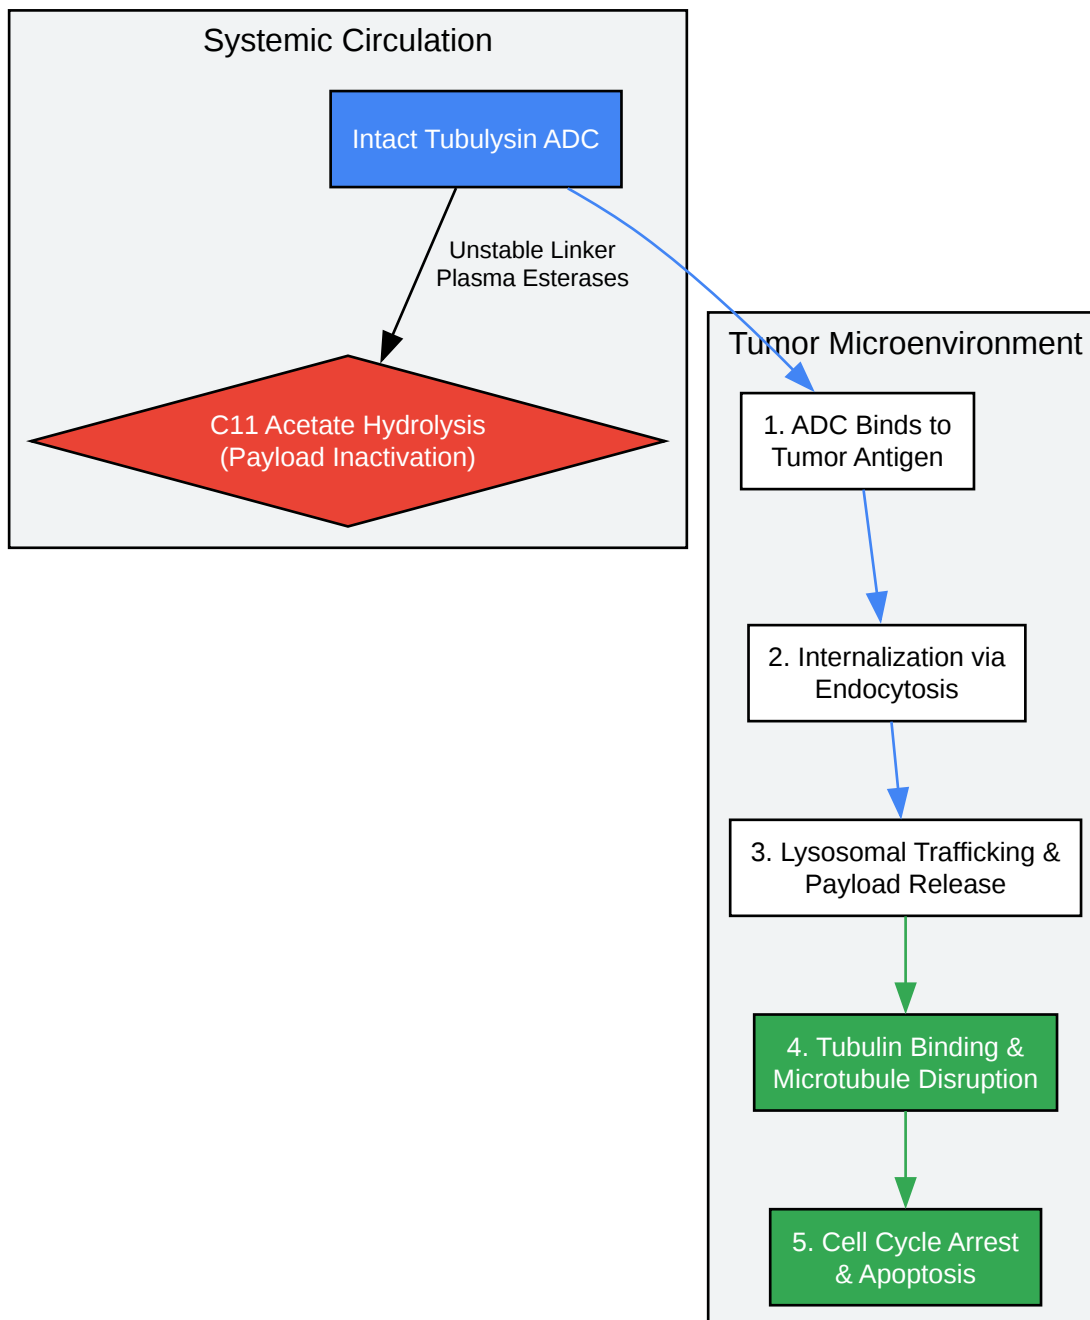 Systemic Circulation
Intact Tubulysin ADC
Unstable Linker
Plasma Esterases
C11 Acetate Hydrolysis
(Payload Inactivation)
Tumor Microenvironment
1. ADC Binds to
Tumor Antigen
2. Internalization via
Endocytosis
3. Lysosomal Trafficking &
Payload Release
4. Tubulin Binding &
Microtubule Disruption
5. Cell Cycle Arrest
& Apoptosis